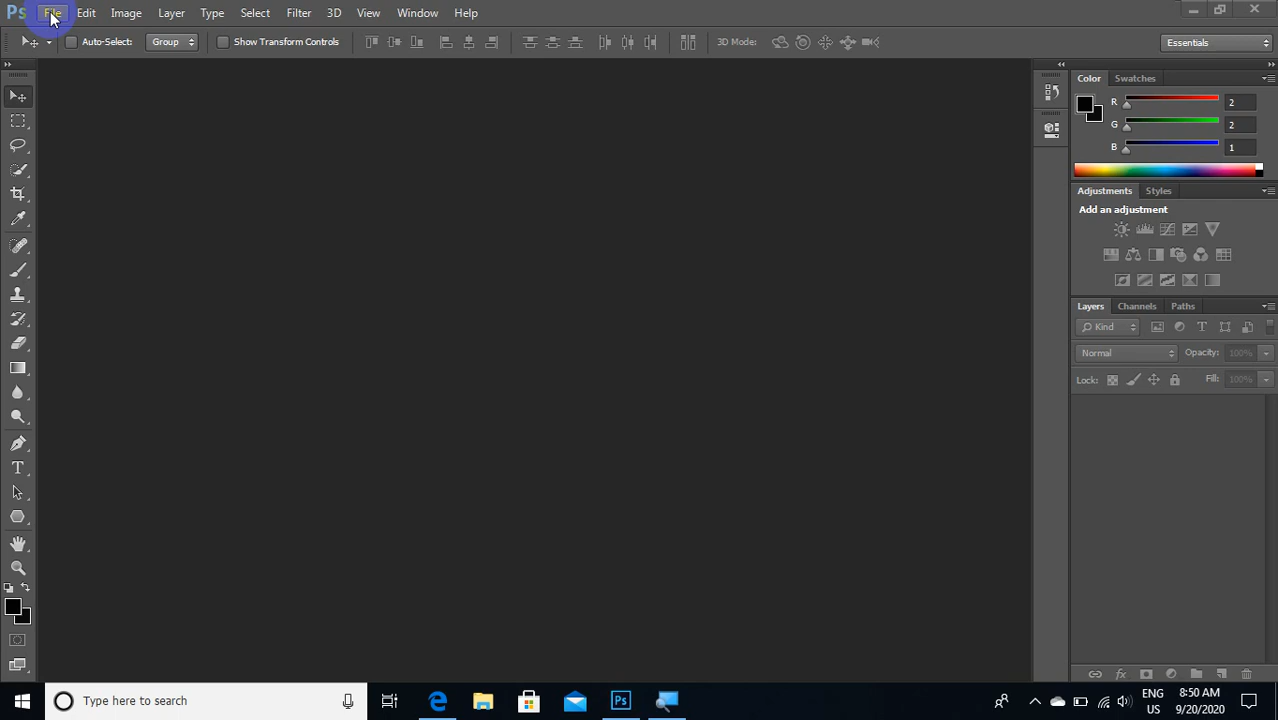 Ps File Edit Image Layer Type Select Filter 3D View Window Help
Auto-Select: Group Show Transform Controls 3D Mode: Essentials
Color Swatches
R 2
G 2
B 1
Adjustments Styles
Add an adjustment
Layers Channels Paths
Kind
Normal Opacity: 100%
Lock: Fill: 100%
Type here to search
Ps
ENG
US
8:50 AM
9/20/2020